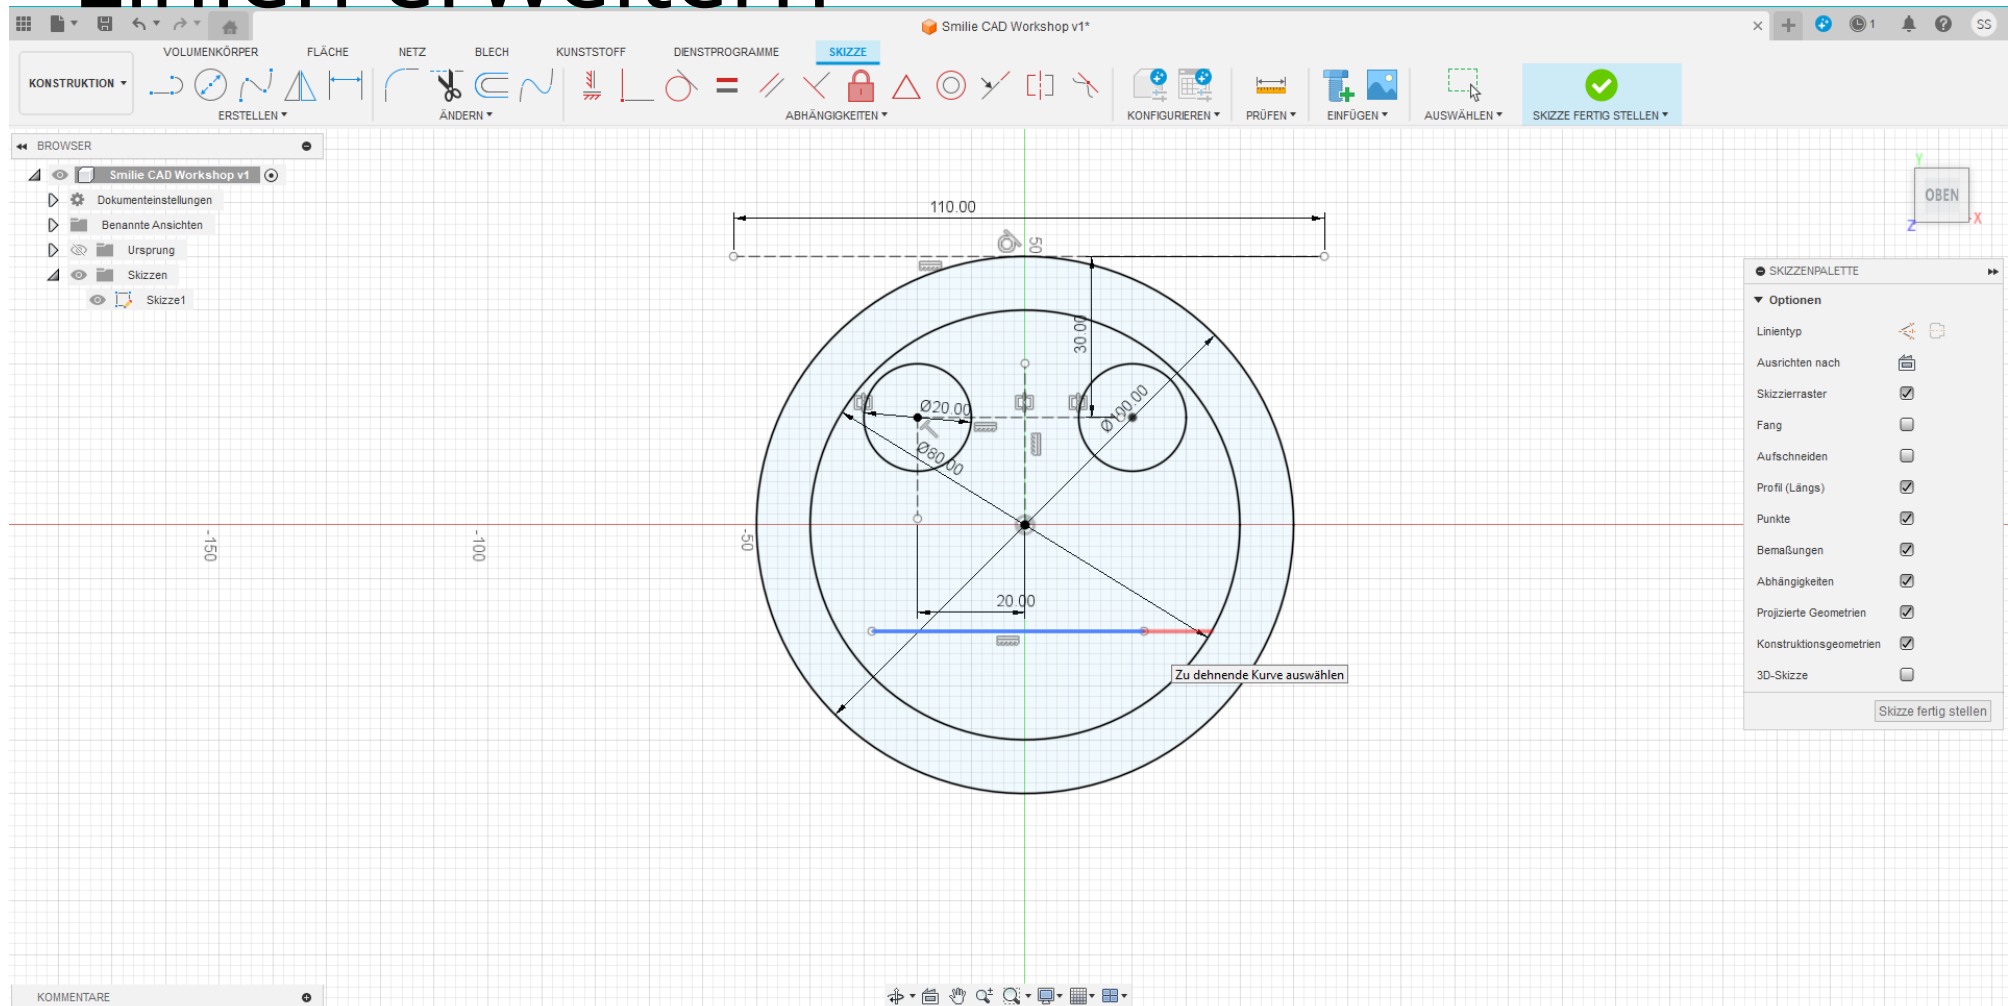 Linien erweitern
Smilie CAD Workshop v1*
1
SS
KONSTRUKTION
VOLUMENKÖRPER
FLÄCHE
NETZ
BLECH
KUNSTSTOFF
DIENSTPROGRAMME
SKIZZE
ERSTELLEN
ÄNDERN
ABHÄNGIGKEITEN
KONFIGURIEREN
PRÜFEN
EINFÜGEN
AUSWÄHLEN
SKIZZE FERTIG STELLEN
BROWSER
Smilie CAD Workshop v1
Dokumenteinstellungen
Benannte Ansichten
Ursprung
Skizzen
Skizze1
110.00
50
30.00
Ø20.00
Ø100.00
Ø80.00
-150
-100
-50
20.00
Zu dehnende Kurve auswählen
Y
OBEN
X
Z
SKIZZENPALETTE
Optionen
Linientyp
Ausrichten nach
Skizzierraster
Fang
Aufschneiden
Profil (Längs)
Punkte
Bemaßungen
Abhängigkeiten
Projizierte Geometrien
Konstruktionsgeometrien
3D-Skizze
Skizze fertig stellen
KOMMENTARE